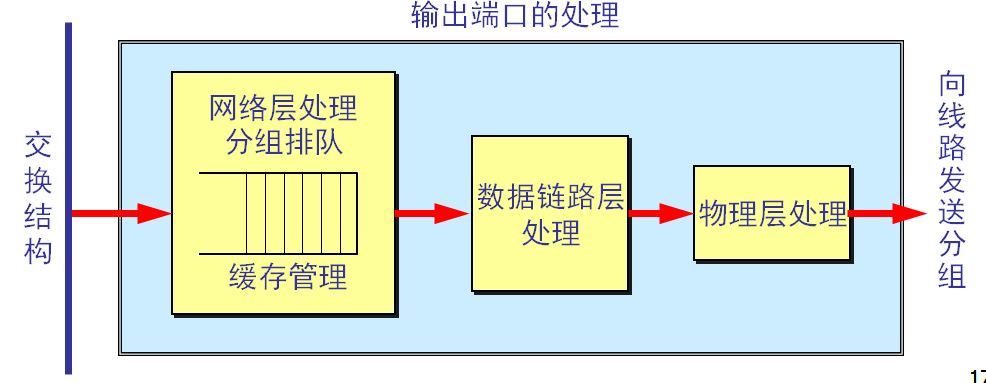 输出端口的处理
交换结构
网络层处理
分组排队
缓存管理
数据链路层
处理
物理层处理
向线路发送分组
17